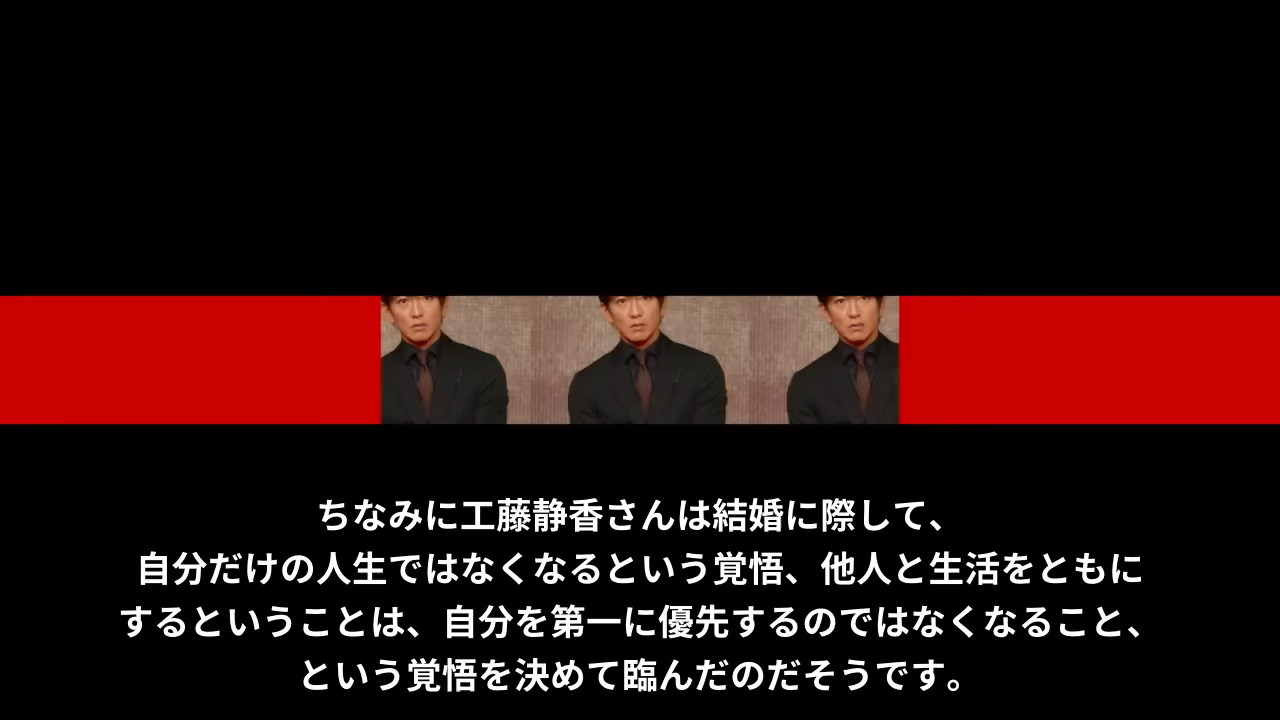 ちなみに工藤静香さんは結婚に際して、
自分だけの人生ではなくなるという覚悟、他人と生活をともに
するということは、自分を第一に優先するのではなくなること、
という覚悟を決めて臨んだのだそうです。